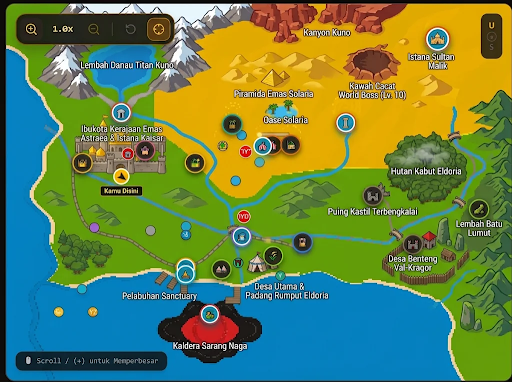 1.0x
U
S
Kanyon Kuno
Istana Sultan
Malik
Lembah Danau Titan Kuno
Piramida Emas Solaria
Kawah Cacat
World Boss (Lv. 10)
Oase Solaria
Ibukota Kerajaan Emas
Astraea & Istana Kaisar
Kamu Disini
Hutan Kabut Eldoria
Puing Kastil Terbengkalai
Lembah Batu
Lumut
Desa Benteng
Val-Kragor
Pelabuhan Sanctuary
Desa Utama &
Padang Rumput Eldoria
Kaldera Sarang Naga
Scroll / (+) untuk Memperbesar